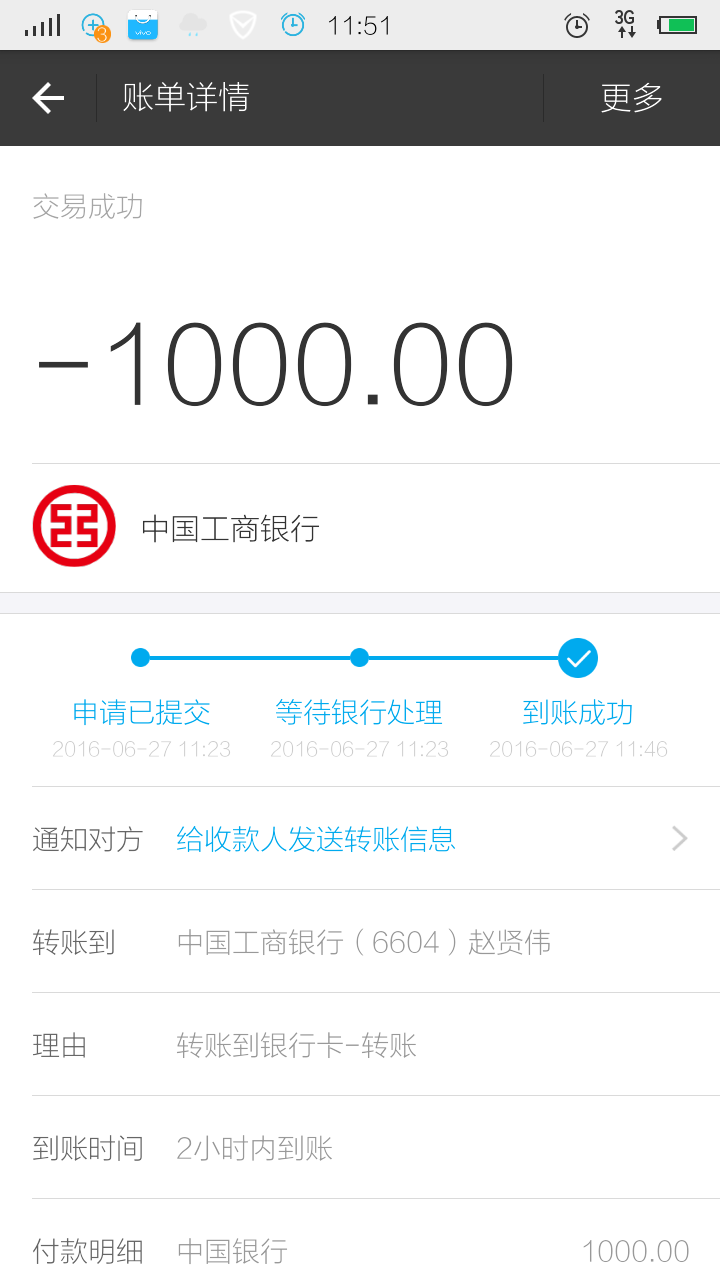 3
vivo
11:51
3G
账单详情
更多
交易成功
-1000.00
中国工商银行
申请已提交 等待银行处理 到账成功
2016-06-27 11:23 2016-06-27 11:23 2016-06-27 11:46
通知对方 给收款人发送转账信息
转账到 中国工商银行（6604）赵贤伟
理由 转账到银行卡-转账
到账时间 2小时内到账
付款明细 中国银行 1000.00